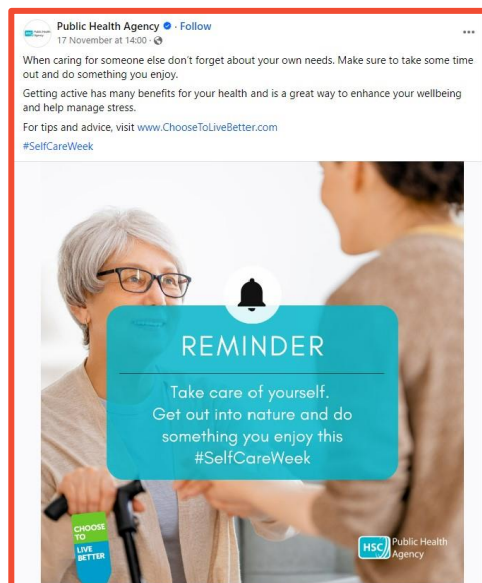 Public Health Agency · Follow
17 November at 14:00 ·
When caring for someone else don't forget about your own needs. Make sure to take some time
out and do something you enjoy.
Getting active has many benefits for your health and is a great way to enhance your wellbeing
and help manage stress.
For tips and advice, visit www.ChooseToLiveBetter.com
#SelfCareWeek
REMINDER
Take care of yourself.
Get out into nature and do
something you enjoy this
#SelfCareWeek
CHOOSE
TO
LIVE
BETTER
HSC Public Health
Agency